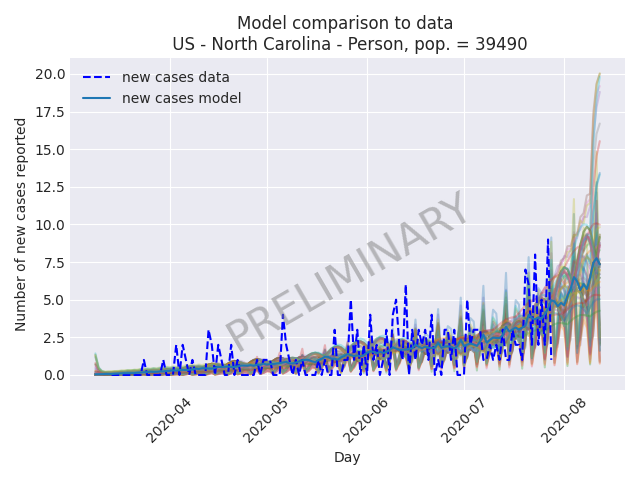 Model comparison to data
US - North Carolina - Person, pop. = 39490
new cases data
new cases model
PRELIMINARY
Number of new cases reported
20.0
17.5
15.0
12.5
10.0
7.5
5.0
2.5
0.0
2020-04
2020-05
2020-06
2020-07
2020-08
Day